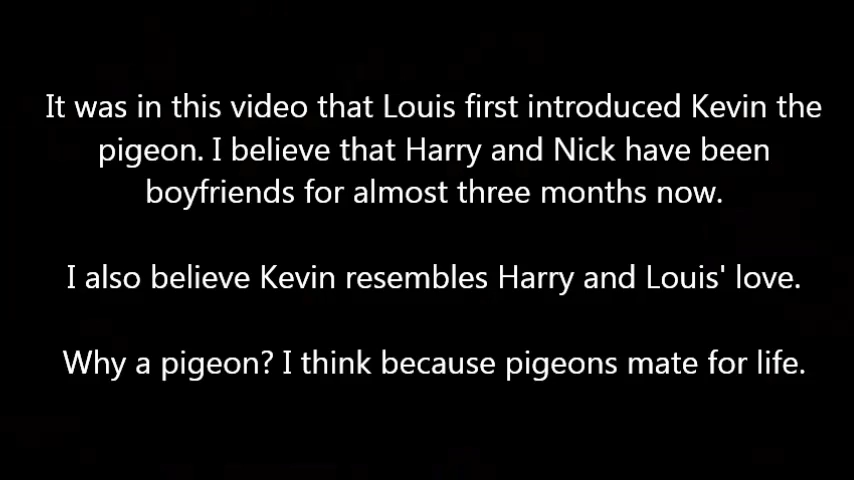 It was in this video that Louis first introduced Kevin the
pigeon. I believe that Harry and Nick have been
boyfriends for almost three months now.
I also believe Kevin resembles Harry and Louis' love.
Why a pigeon? I think because pigeons mate for life.